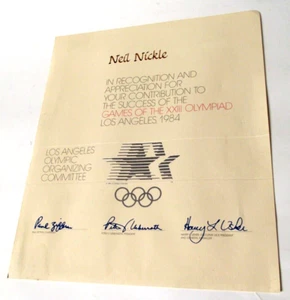 Neil Nickle
IN RECOGNITION AND
APPRECIATION FOR
YOUR CONTRIBUTION TO
THE SUCCESS OF THE
GAMES OF THE XXIII OLYMPIAD
LOS ANGELES 1984
LOS ANGELES
OLYMPIC
ORGANIZING
COMMITTEE